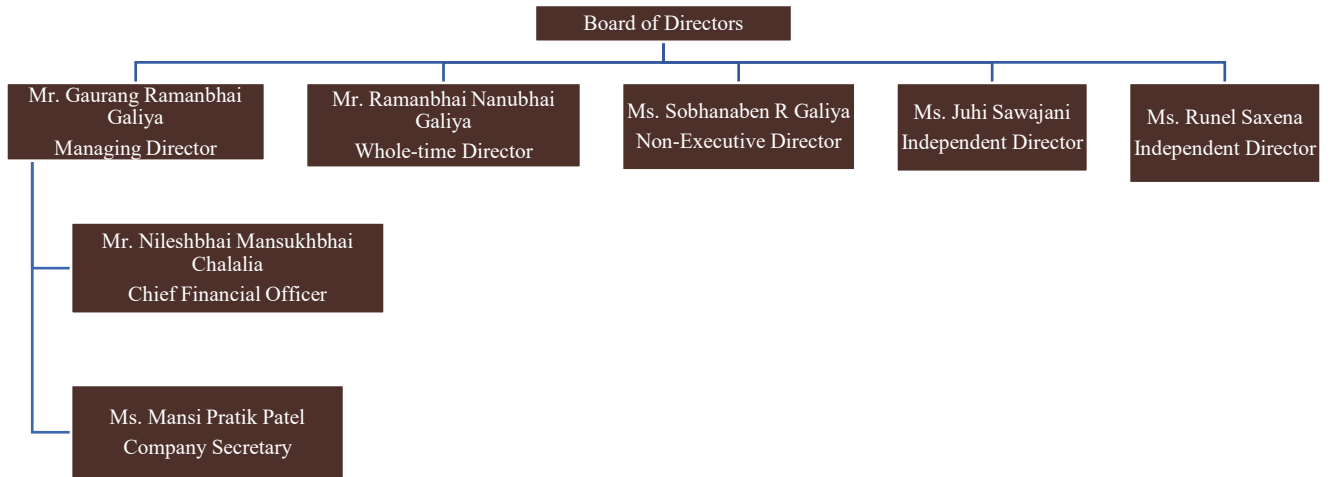 Board of Directors
Mr. Gaurang Ramanbhai
Galiya
Managing Director
Mr. Ramanbhai Nanubhai
Galiya
Whole-time Director
Ms. Sobhanaben R Galiya
Non-Executive Director
Ms. Juhi Sawajani
Independent Director
Ms. Runel Saxena
Independent Director
Mr. Nileshbhai Mansukhbhai
Chalalia
Chief Financial Officer
Ms. Mansi Pratik Patel
Company Secretary